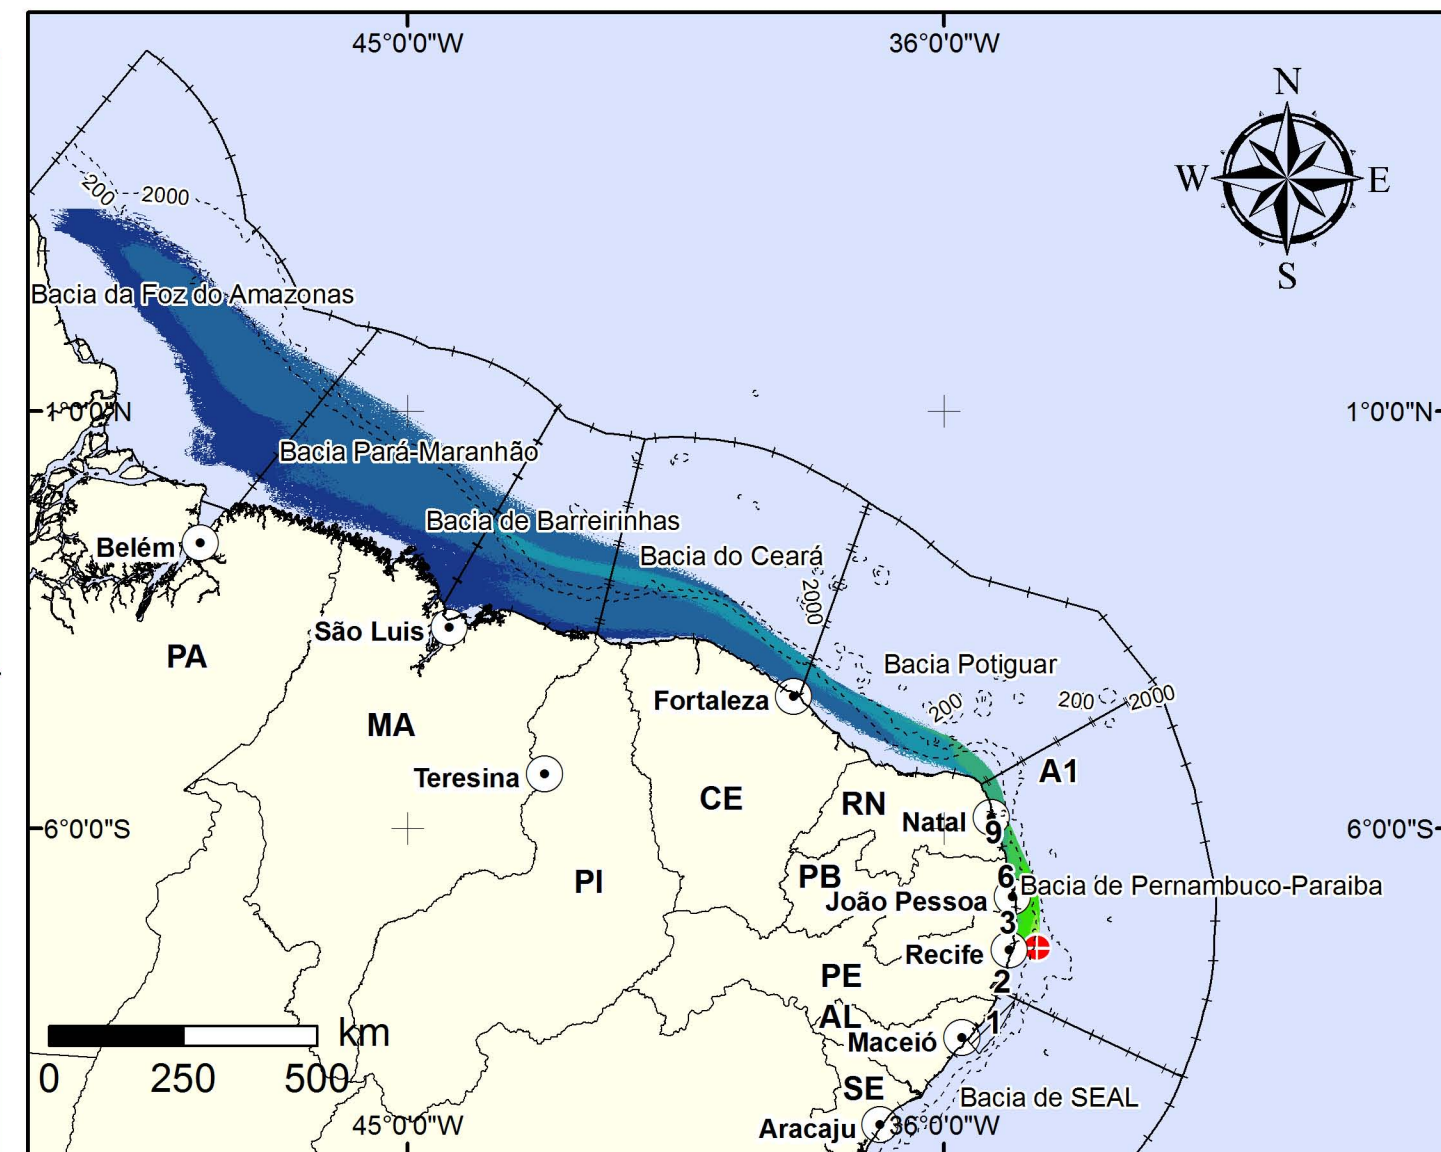 45°0'0"W
36°0'0"W
N
W
E
S
200
2000
Bacia da Foz do Amazonas
1°0'0"N
1°0'0"N
Bacia Pará-Maranhão
Bacia de Barreirinhas
Belém
Bacia do Ceará
2000
São Luis
PA
Bacia Potiguar
Fortaleza
200
200
2000
MA
A1
Teresina
CE
RN
Natal
9
6°0'0"S
6°0'0"S
PI
PB
6
Bacia de Pernambuco-Paraiba
João Pessoa
3
Recife
PE
2
AL
1
Maceió
km
0
250
500
SE
Bacia de SEAL
45°0'0"W
Aracaju
36°0'0"W